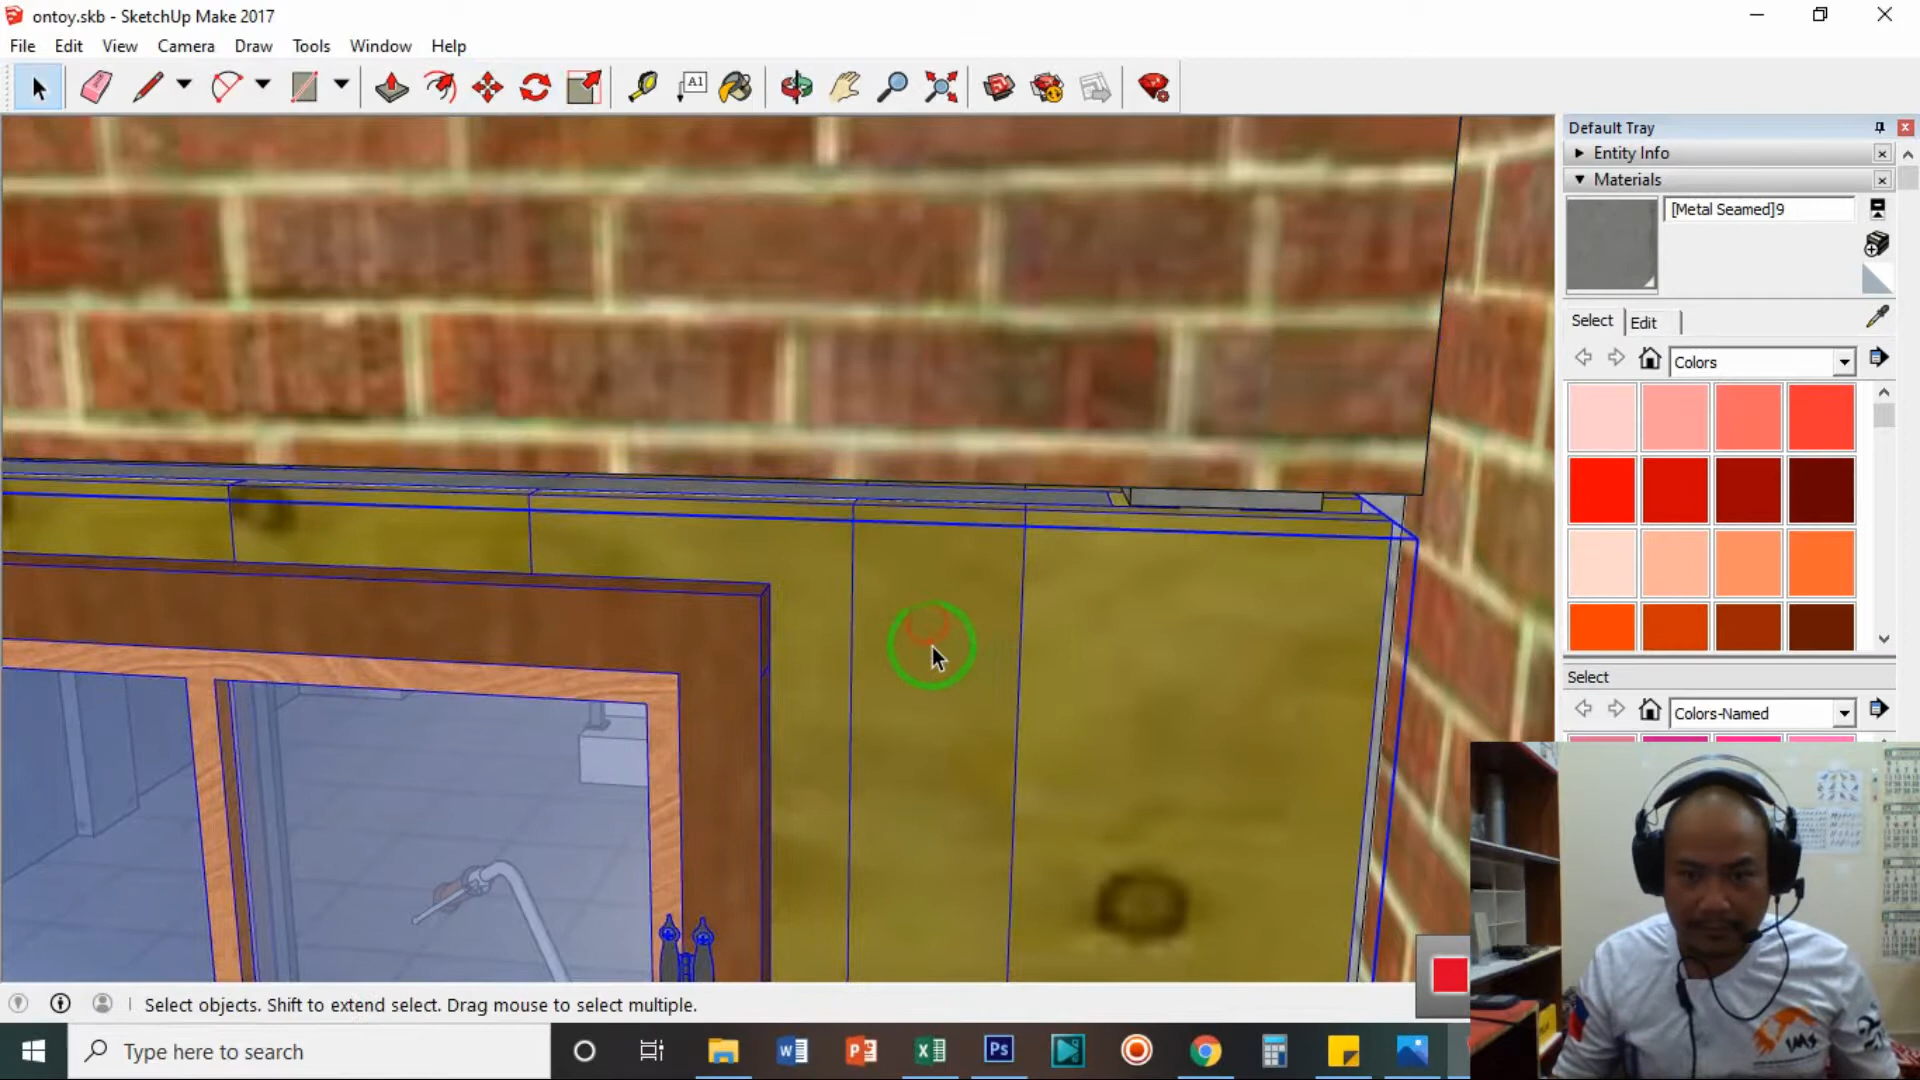 ontoy.skb - SketchUp Make 2017
File Edit View Camera Draw Tools Window Help
A1
Default Tray
Entity Info
Materials
[Metal Seamed]9
Select Edit
Colors
Select
Colors-Named
Select objects. Shift to extend select. Drag mouse to select multiple.
Type here to search
Ps